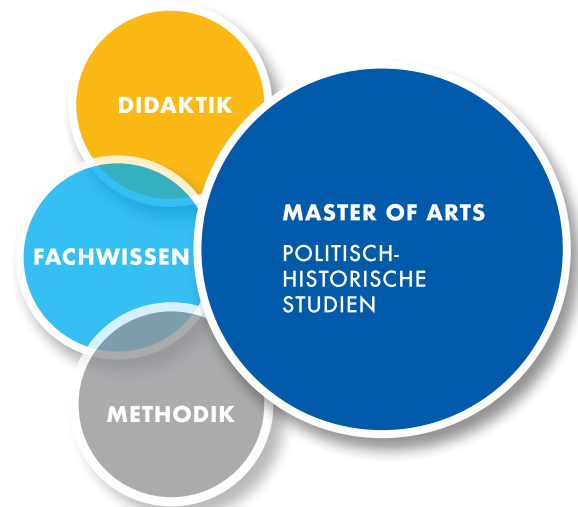 DIDAKTIK
FACHWISSEN
METHODIK
MASTER OF ARTS
POLITISCH-
HISTORISCHE
STUDIEN